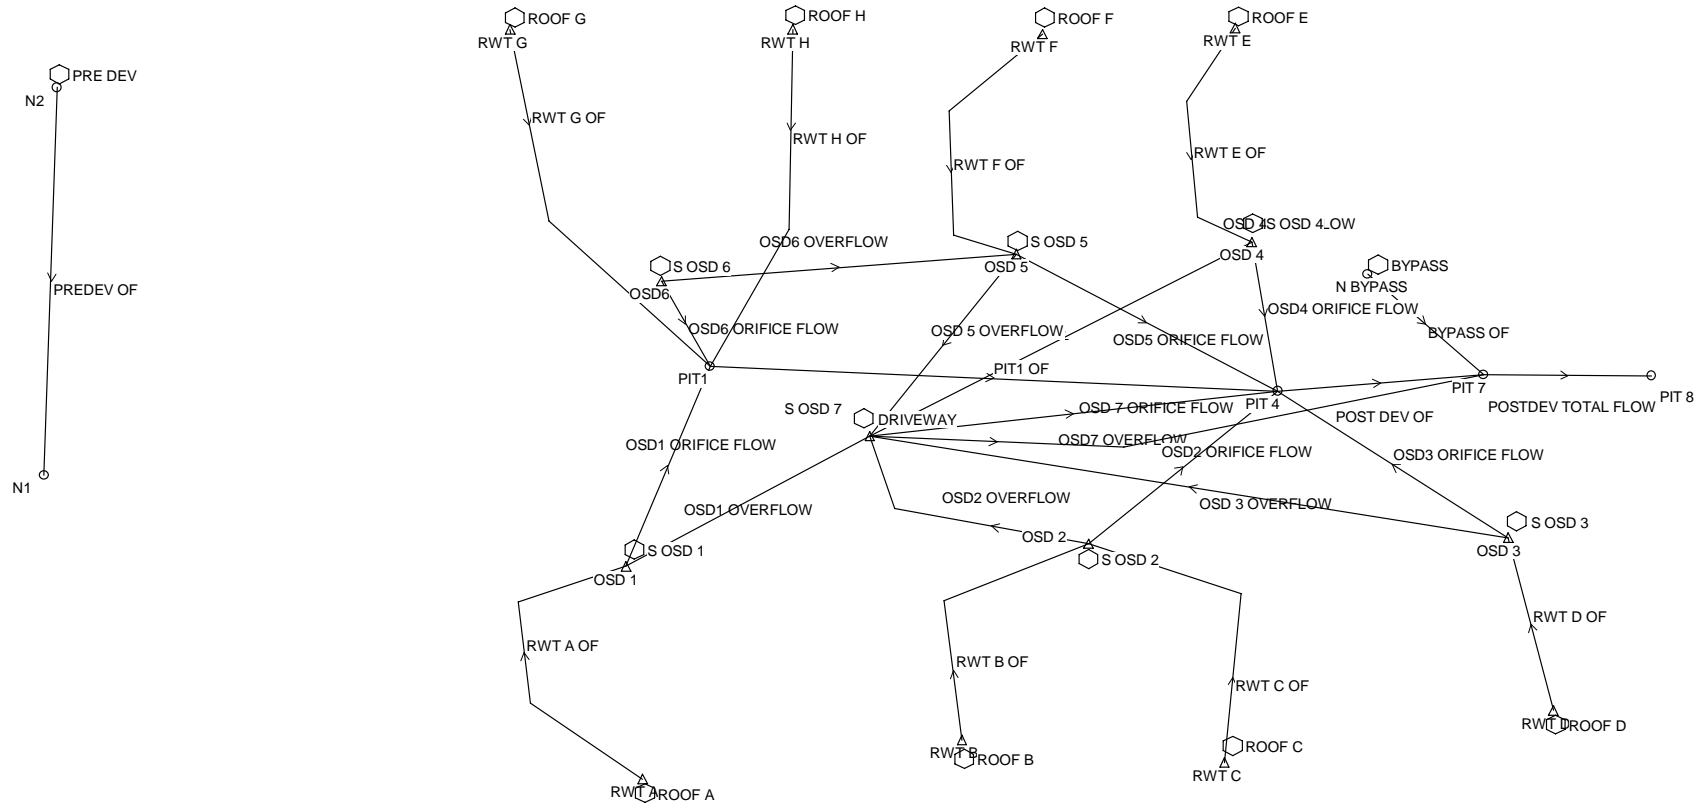 ROOF G
ROOF H
ROOF F
ROOF E
RWT G
RWT H
RWT F
RWT E
PRE DEV
N2
RWT G OF
RWT H OF
RWT F OF
RWT E OF
S OSD 4
OSD6 OVERFLOW
S OSD 5
OSD 4
S OSD 6
OSD 5
BYPASS
N BYPASS
PREDEV OF
OSD6
OSD6 ORIFICE FLOW
OSD4 ORIFICE FLOW
OSD 5 OVERFLOW
OSD5 ORIFICE FLOW
BYPASS OF
PIT1
PIT1 OF
PIT 7
PIT 8
PIT 4
POSTDEV TOTAL FLOW
S OSD 7
DRIVEWAY
OSD 7 ORIFICE FLOW
POST DEV OF
OSD1 ORIFICE FLOW
OSD7 OVERFLOW
OSD2 ORIFICE FLOW
OSD3 ORIFICE FLOW
N1
OSD2 OVERFLOW
OSD 3 OVERFLOW
OSD1 OVERFLOW
S OSD 3
OSD 2
S OSD 1
OSD 3
S OSD 2
OSD 1
RWT D OF
RWT A OF
RWT B OF
RWT C OF
ROOF D
RWT B
ROOF B
ROOF C
RWT C
RWT A
ROOF A